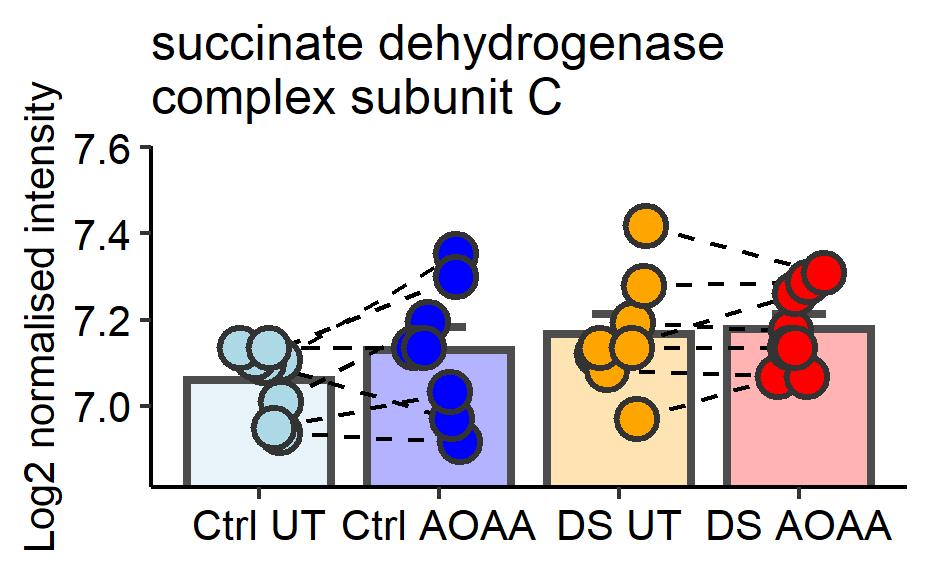 succinate dehydrogenase
complex subunit C
Log2 normalised intensity
7.6
7.4
7.2
7.0
Ctrl UT Ctrl AOAA DS UT DS AOAA